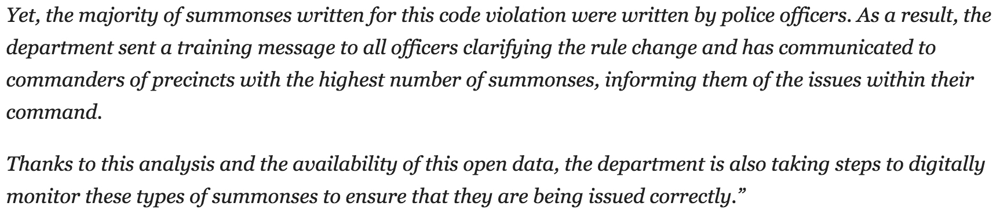 Yet, the majority of summonses written for this code violation were written by police officers. As a result, the
department sent a training message to all officers clarifying the rule change and has communicated to
commanders of precincts with the highest number of summonses, informing them of the issues within their
command.
Thanks to this analysis and the availability of this open data, the department is also taking steps to digitally
monitor these types of summonses to ensure that they are being issued correctly.”